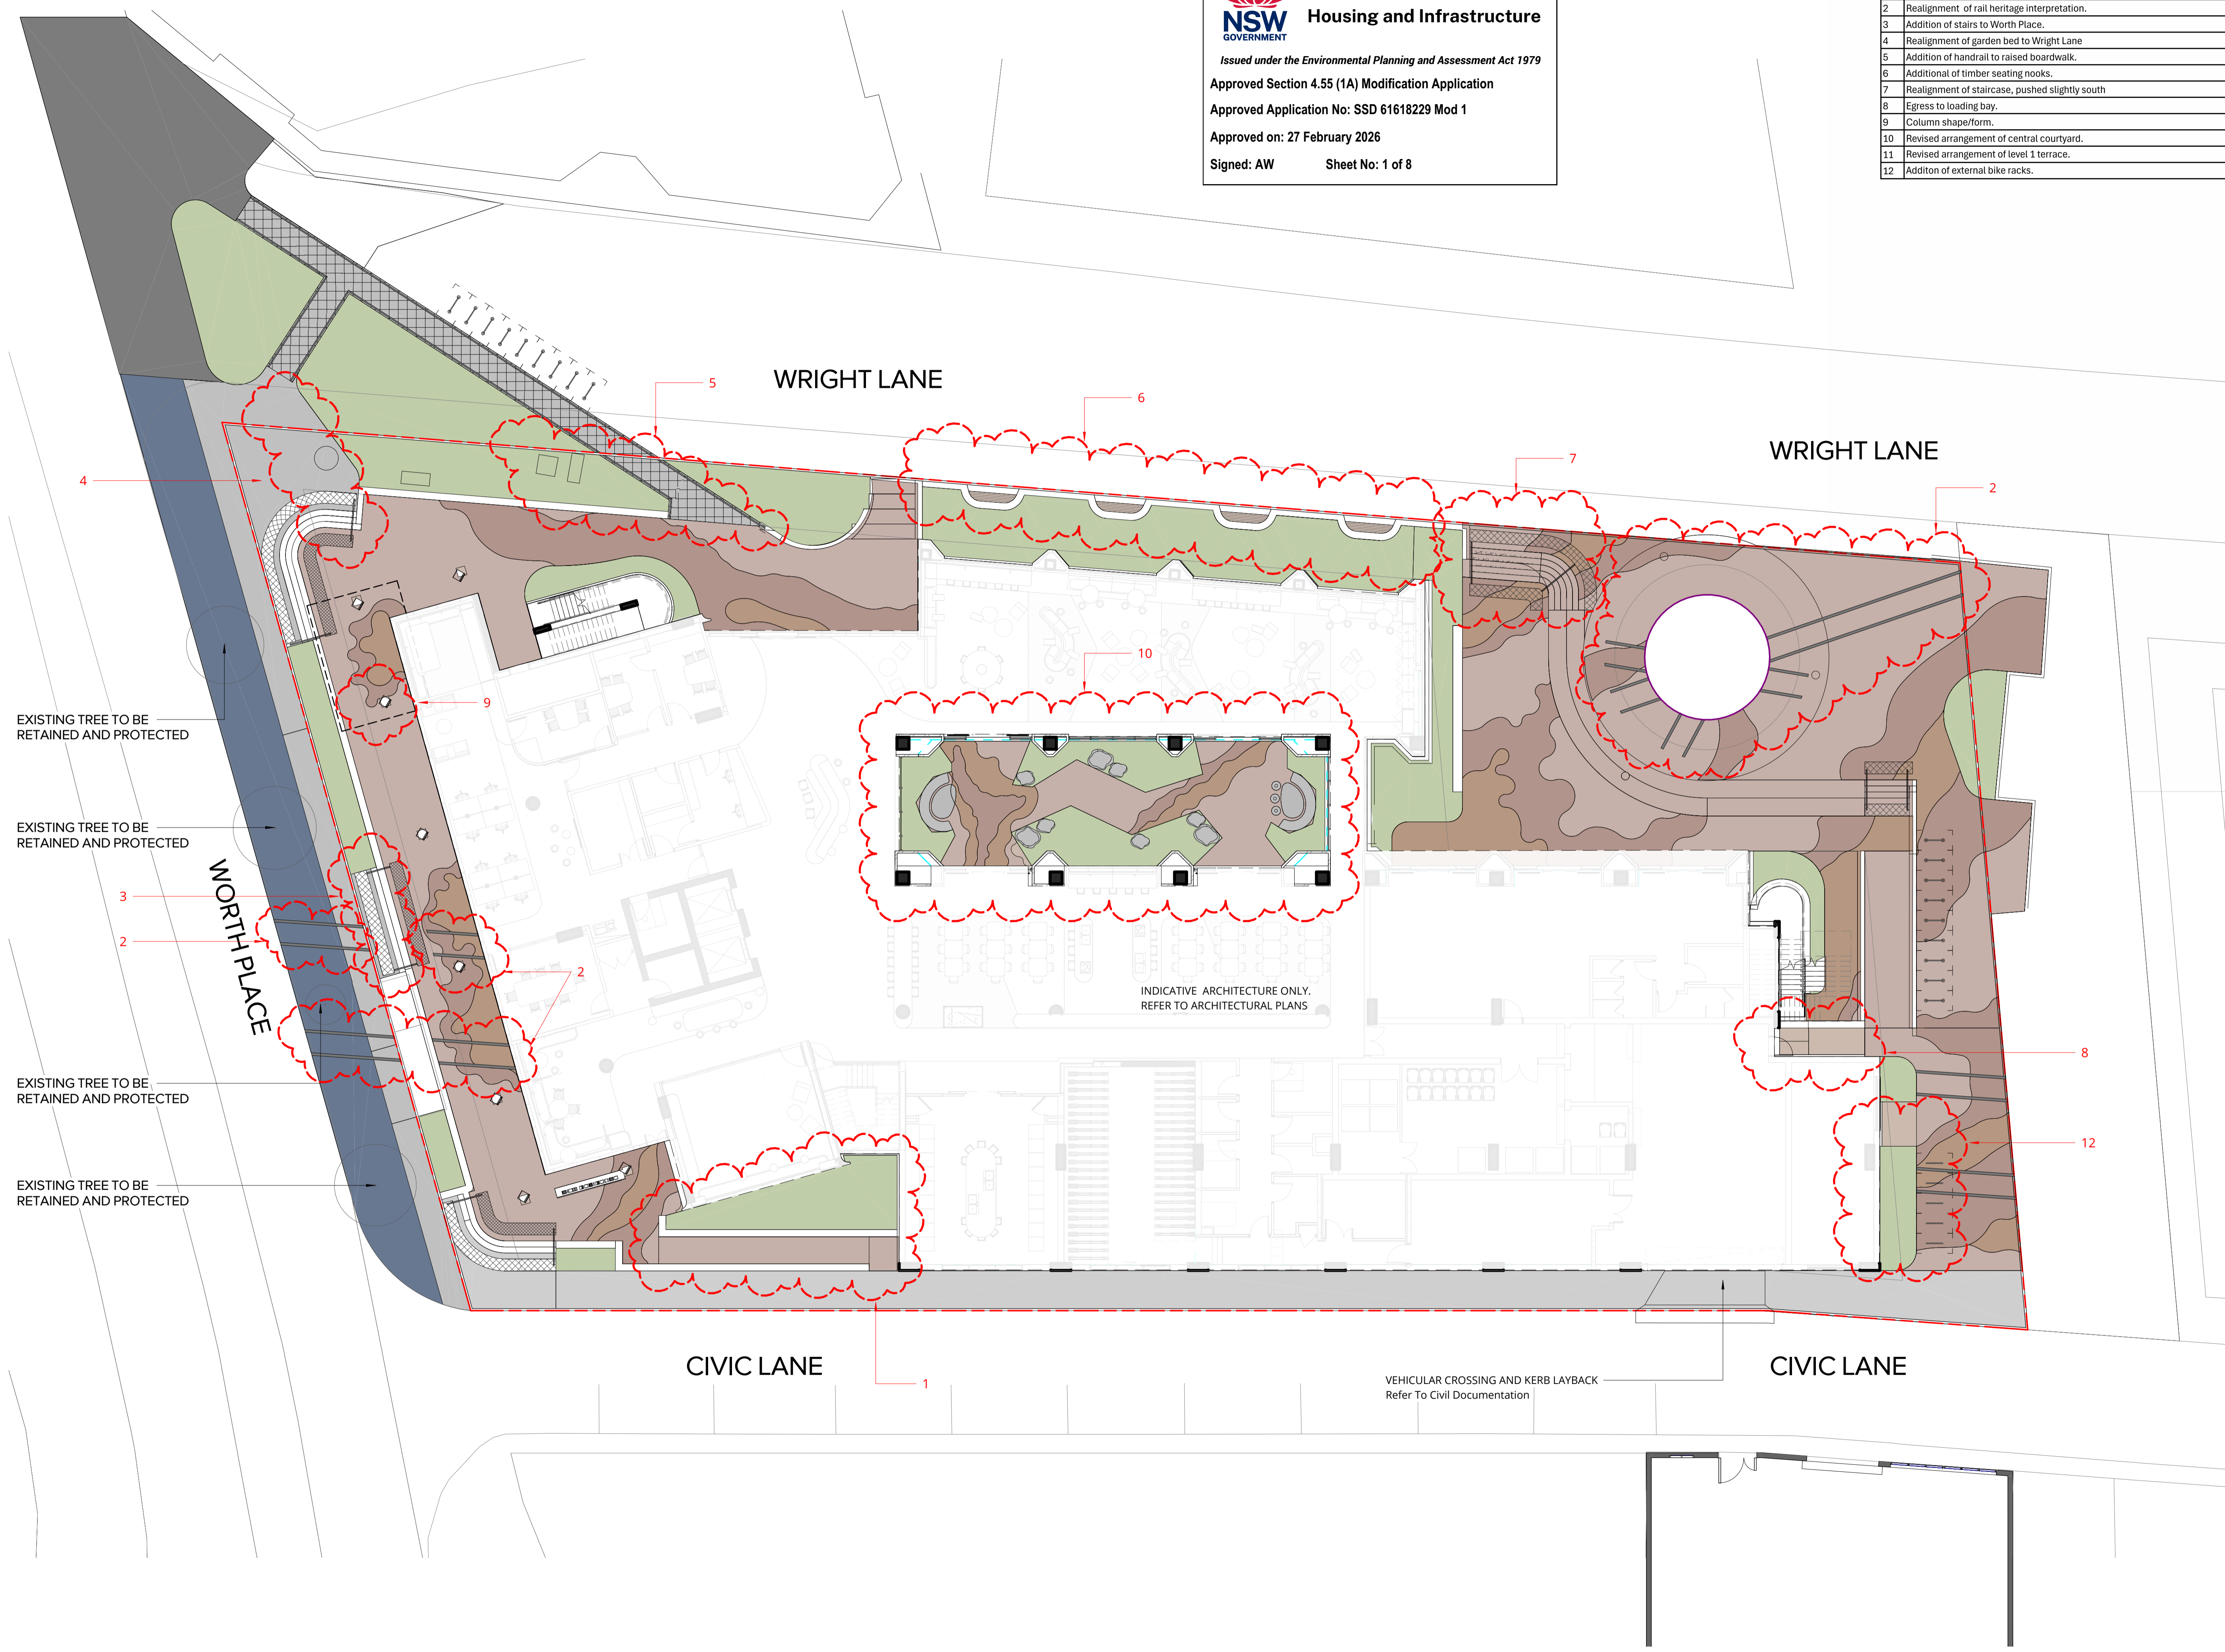 NSW
GOVERNMENT
Housing and Infrastructure
Issued under the Environmental Planning and Assessment Act 1979
Approved Section 4.55 (1A) Modification Application
Approved Application No: SSD 61618229 Mod 1
Approved on: 27 February 2026
Signed: AW Sheet No: 1 of 8
2 Realignment of rail heritage interpretation.
3 Addition of stairs to Worth Place.
4 Realignment of garden bed to Wright Lane
5 Addition of handrail to raised boardwalk.
6 Additional of timber seating nooks.
7 Realignment of staircase, pushed slightly south
8 Egress to loading bay.
9 Column shape/form.
10 Revised arrangement of central courtyard.
11 Revised arrangement of level 1 terrace.
12 Additon of external bike racks.
WRIGHT LANE
5
6
WRIGHT LANE
7
4
2
10
9
EXISTING TREE TO BE
RETAINED AND PROTECTED
EXISTING TREE TO BE
RETAINED AND PROTECTED
3
2
WORTH PLACE
2
INDICATIVE ARCHITECTURE ONLY.
REFER TO ARCHITECTURAL PLANS
8
EXISTING TREE TO BE
RETAINED AND PROTECTED
12
EXISTING TREE TO BE
RETAINED AND PROTECTED
CIVIC LANE
1
VEHICULAR CROSSING AND KERB LAYBACK
Refer To Civil Documentation
CIVIC LANE